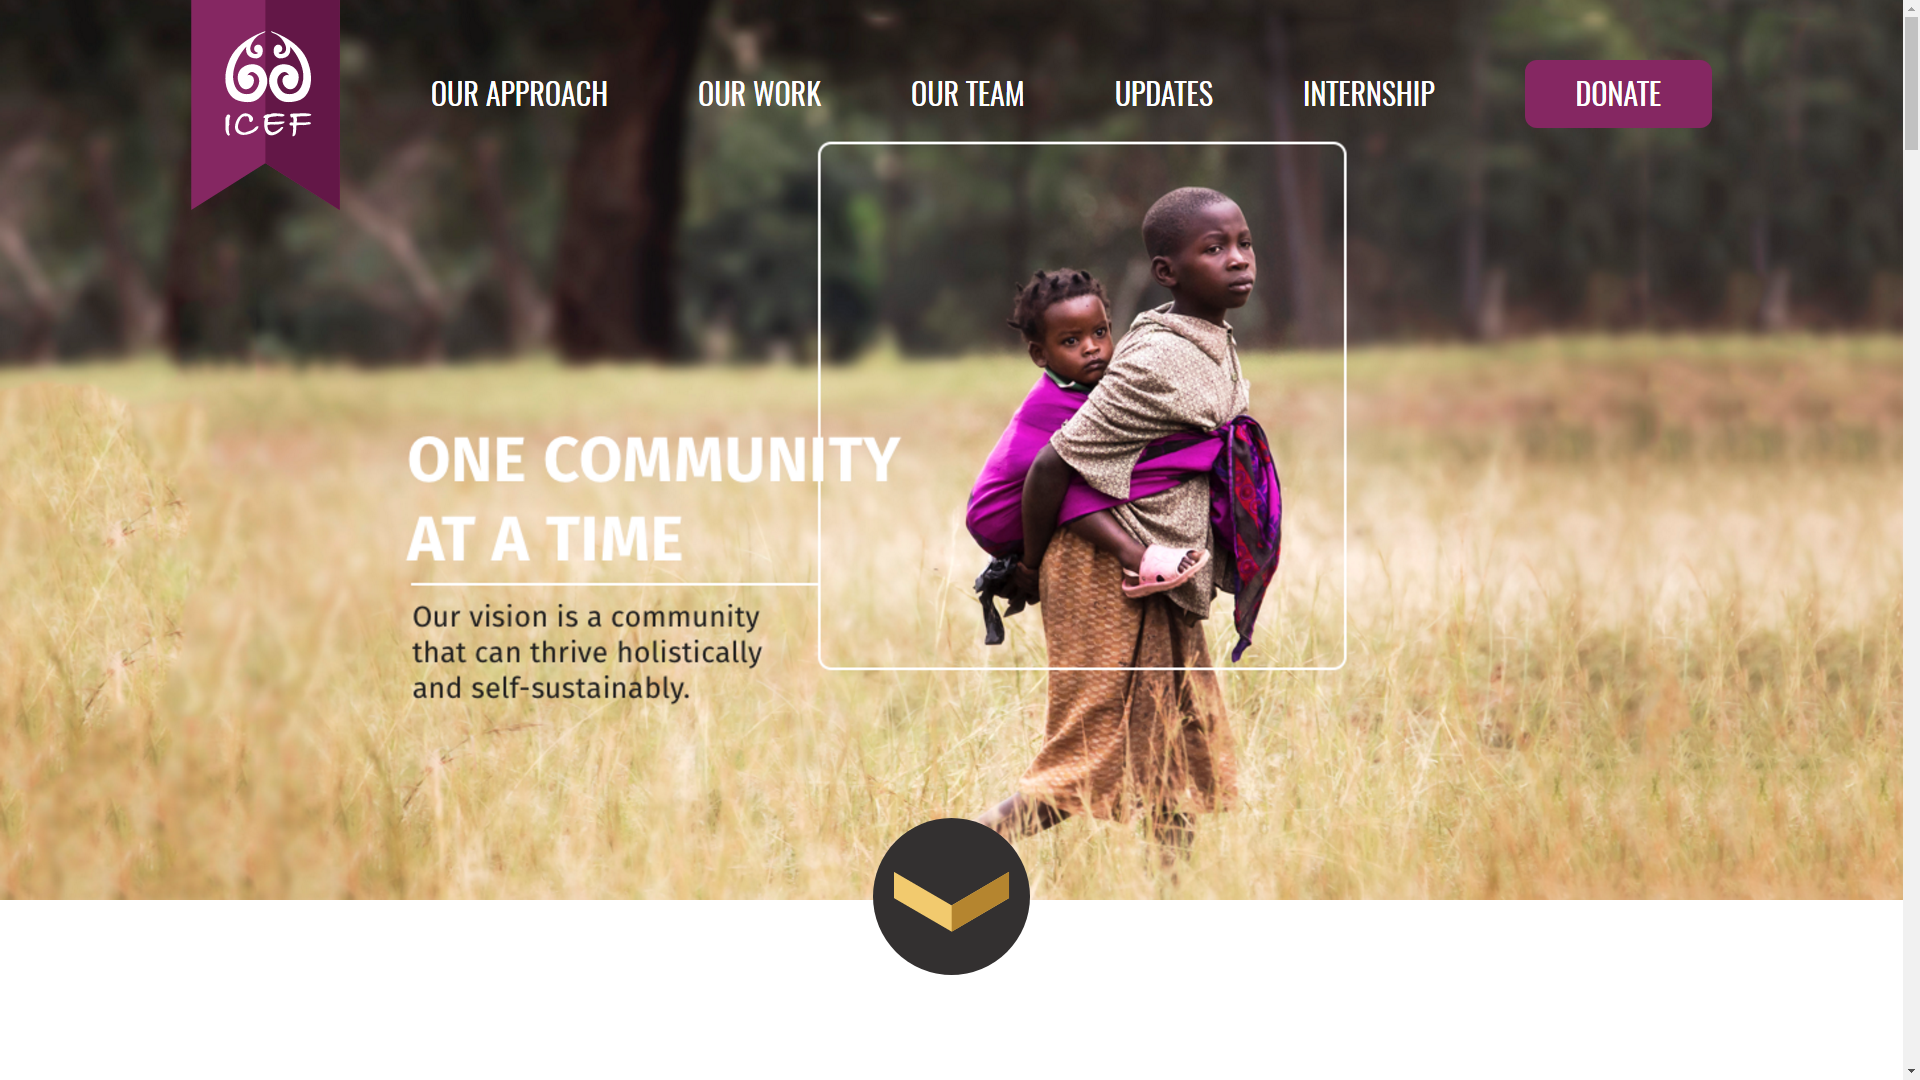 ICEF
OUR APPROACH
OUR WORK
OUR TEAM
UPDATES
INTERNSHIP
DONATE
ONE COMMUNITY
AT A TIME
Our vision is a community
that can thrive holistically
and self-sustainably.